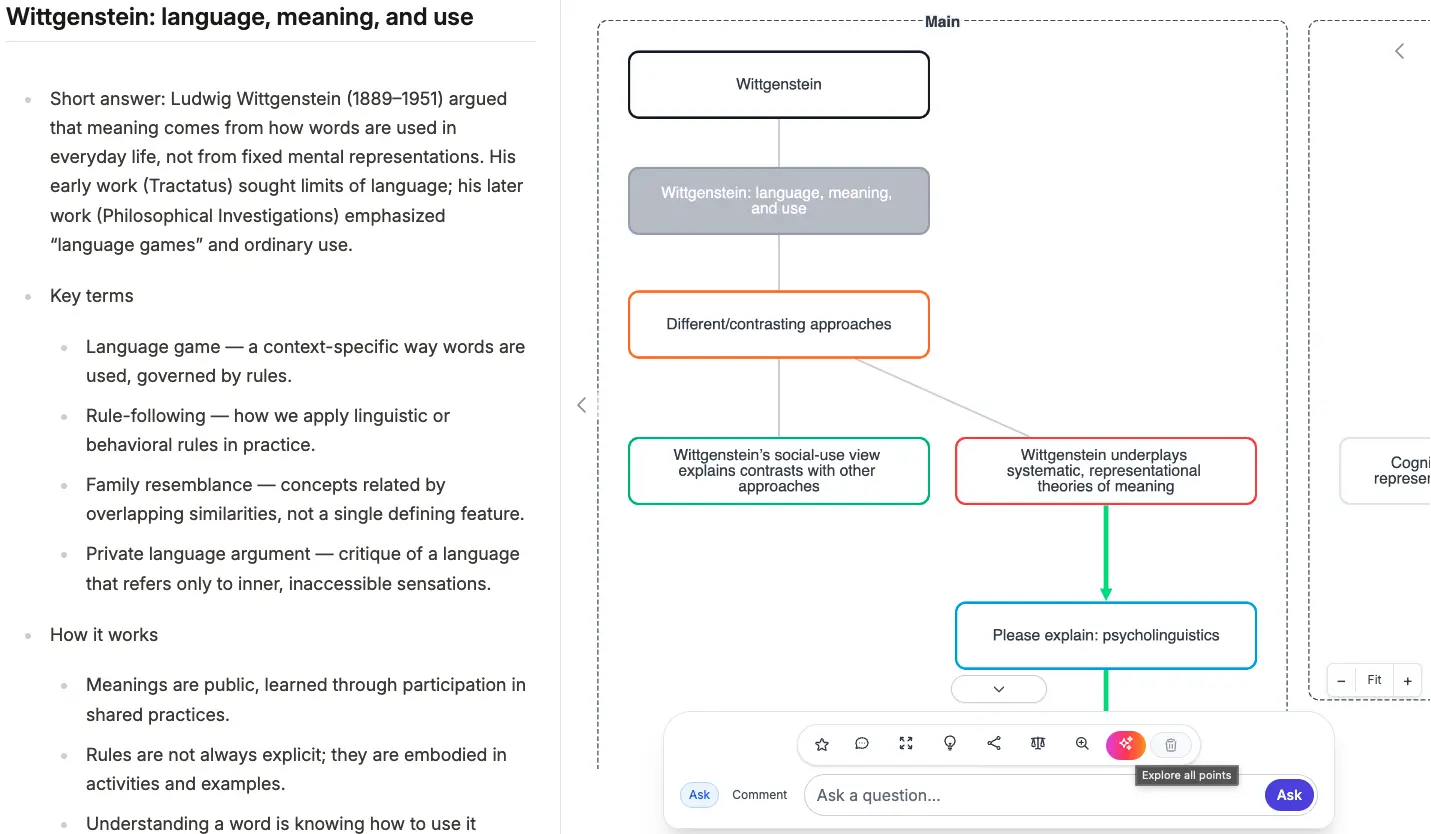 Wittgenstein: language, meaning, and use
Short answer: Ludwig Wittgenstein (1889–1951) argued
that meaning comes from how words are used in
everyday life, not from fixed mental representations. His
early work (Tractatus) sought limits of language; his later
work (Philosophical Investigations) emphasized
“language games” and ordinary use.
Key terms
Language game — a context-specific way words are
used, governed by rules.
Rule-following — how we apply linguistic or
behavioral rules in practice.
Family resemblance — concepts related by
overlapping similarities, not a single defining feature.
Private language argument — critique of a language
that refers only to inner, inaccessible sensations.
How it works
Meanings are public, learned through participation in
shared practices.
Rules are not always explicit; they are embodied in
activities and examples.
Understanding a word is knowing how to use it
Main
Wittgenstein
Wittgenstein: language, meaning,
and use
Different/contrasting approaches
Wittgenstein’s social-use view
explains contrasts with other
approaches
Wittgenstein underplays
systematic, representational
theories of meaning
Cogni
represen
Please explain: psycholinguistics
− Fit +
Explore all points
Ask
Comment
Ask a question...
Ask